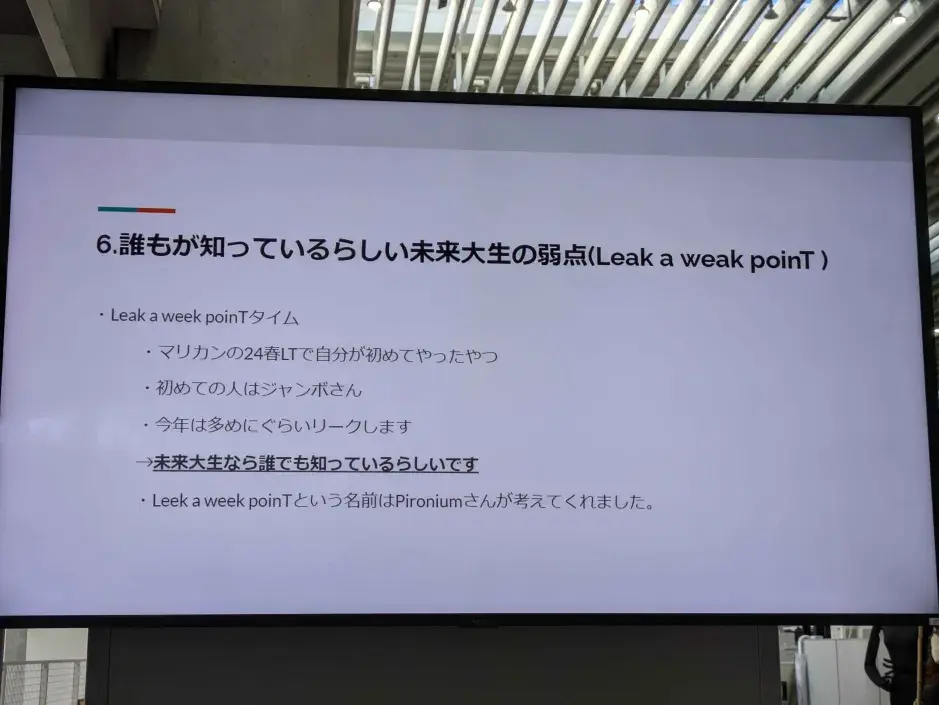 6.誰もが知っているらしい未来大生の弱点(Leak a weak poinT )
・Leak a week poinTタイム
・マリカンの24春LTで自分が初めてやったやつ
・初めての人はジャンボさん
・今年は多めにぐらいリークします
→未来大生なら誰でも知っているらしいです
・Leek a week poinTという名前はPironiumさんが考えてくれました。